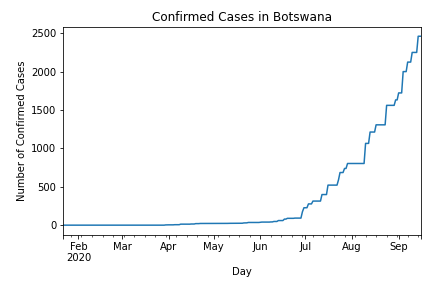 Confirmed Cases in Botswana
Number of Confirmed Cases
2500
2000
1500
1000
500
0
Feb Mar Apr May Jun Jul Aug Sep
2020
Day